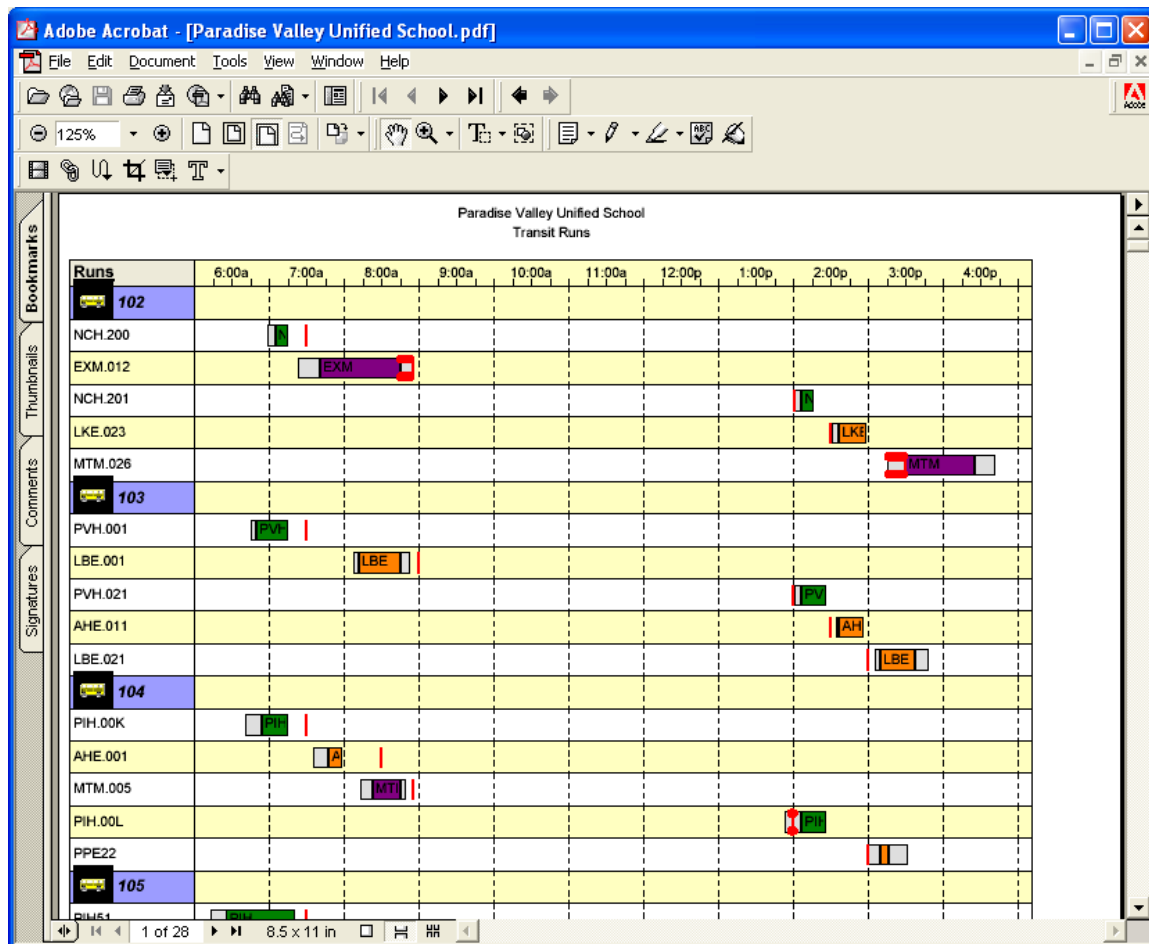 Adobe Acrobat - [Paradise Valley Unified School.pdf]
File Edit Document Tools View Window Help
Adobe
125%
ABC
Bookmarks
Thumbnails
Comments
Signatures
Paradise Valley Unified School
Transit Runs
Runs 6:00a 7:00a 8:00a 9:00a 10:00a 11:00a 12:00p 1:00p 2:00p 3:00p 4:00p
102
NCH.200 N
EXM.012 EXM
NCH.201 N
LKE.023 LKE
MTM.026 MTM
103
PVH.001 PVH
LBE.001 LBE
PVH.021 PV
AHE.011 AH
LBE.021 LBE
104
PIH.00K PIH
AHE.001 A
MTM.005 MT
PIH.00L PIH
PPE22
105
PIH51 PIH
1 of 28 8.5 x 11 in